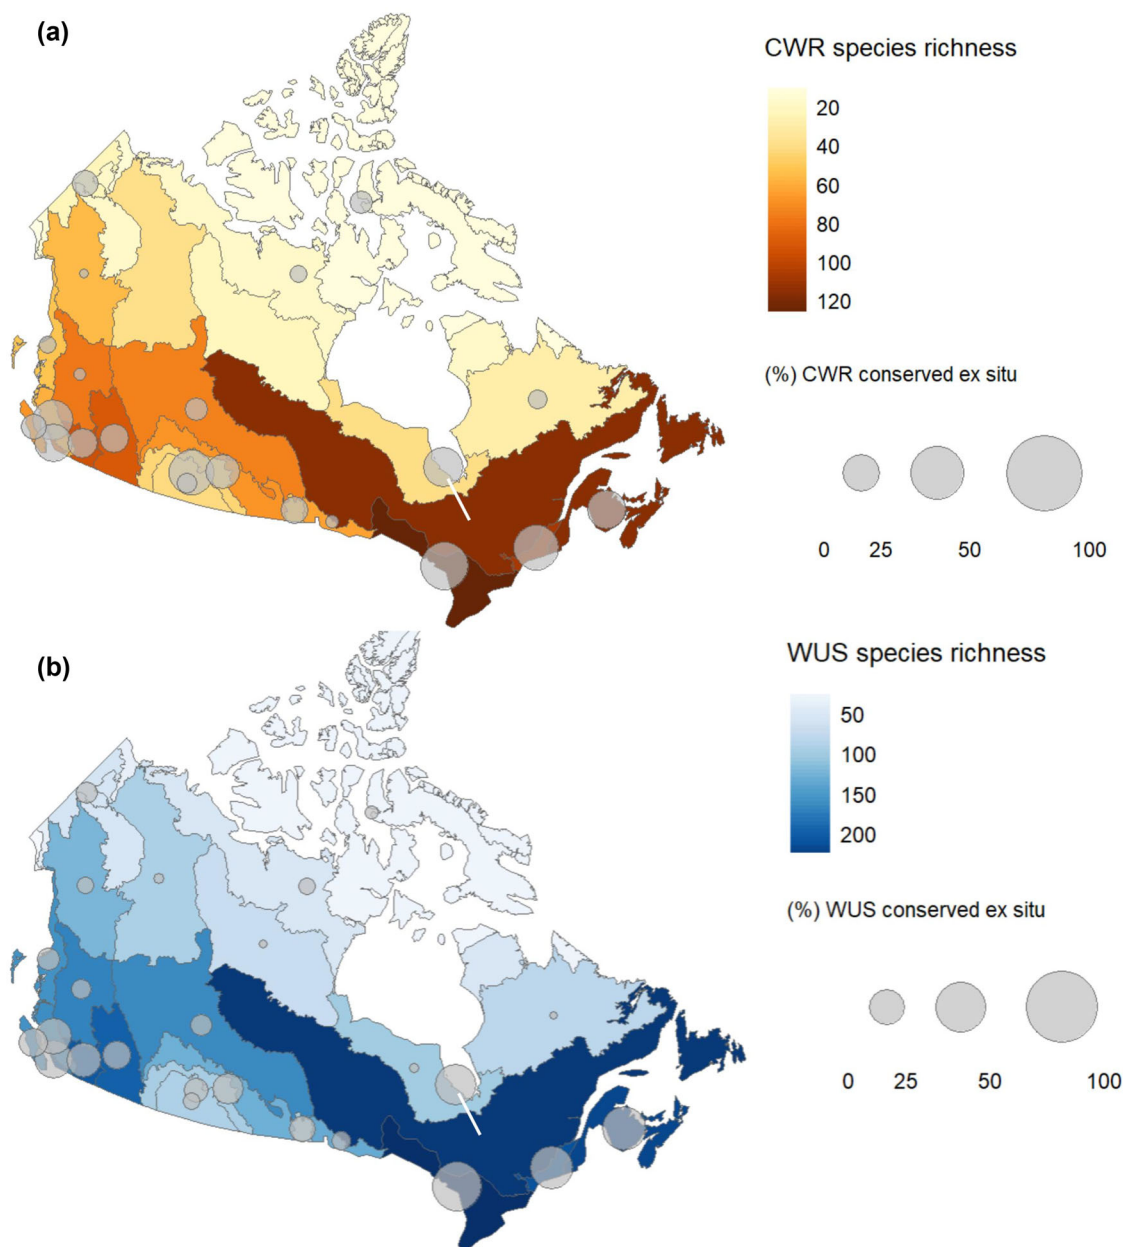 (a)
CWR species richness
20
40
60
80
100
120
(%) CWR conserved ex situ
0 25 50 100
(b)
WUS species richness
50
100
150
200
(%) WUS conserved ex situ
0 25 50 100